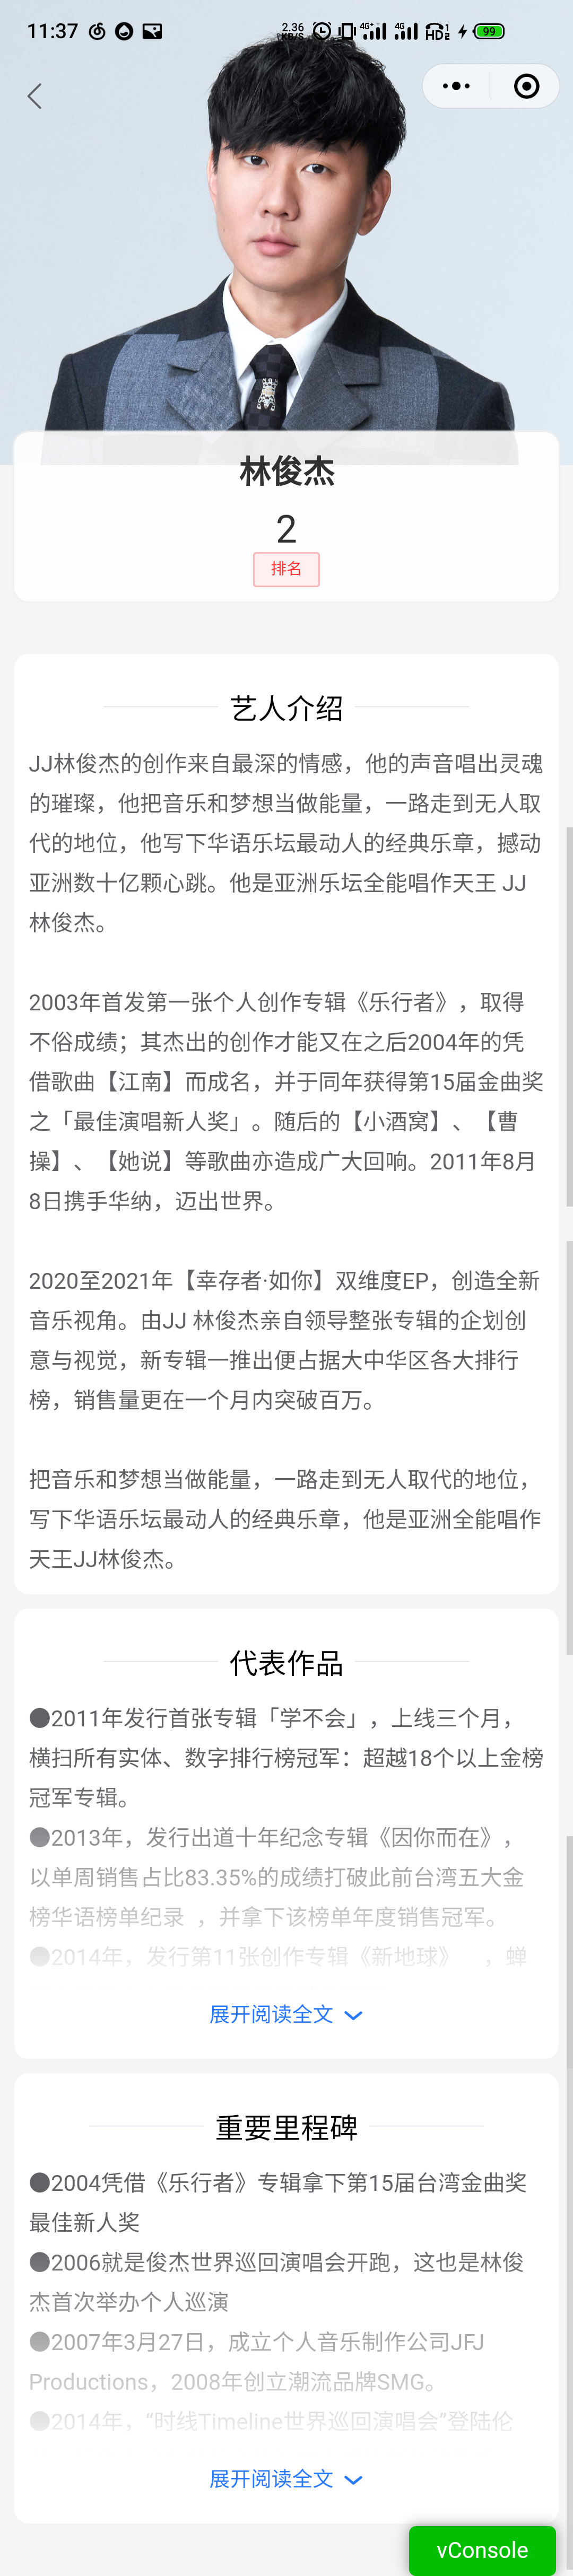 11:37
2.36
KB/S
4G+
4G
HD 1 2
99
林俊杰
2
排名
艺人介绍
JJ林俊杰的创作来自最深的情感，他的声音唱出灵魂
的璀璨，他把音乐和梦想当做能量，一路走到无人取
代的地位，他写下华语乐坛最动人的经典乐章，撼动
亚洲数十亿颗心跳。他是亚洲乐坛全能唱作天王 JJ
林俊杰。
2003年首发第一张个人创作专辑《乐行者》，取得
不俗成绩；其杰出的创作才能又在之后2004年的凭
借歌曲【江南】而成名，并于同年获得第15届金曲奖
之「最佳演唱新人奖」。随后的【小酒窝】、【曹
操】、【她说】等歌曲亦造成广大回响。2011年8月
8日携手华纳，迈出世界。
2020至2021年【幸存者·如你】双维度EP，创造全新
音乐视角。由JJ 林俊杰亲自领导整张专辑的企划创
意与视觉，新专辑一推出便占据大中华区各大排行
榜，销售量更在一个月内突破百万。
把音乐和梦想当做能量，一路走到无人取代的地位，
写下华语乐坛最动人的经典乐章，他是亚洲全能唱作
天王JJ林俊杰。
代表作品
●2011年发行首张专辑「学不会」，上线三个月，
横扫所有实体、数字排行榜冠军：超越18个以上金榜
冠军专辑。
●2013年，发行出道十年纪念专辑《因你而在》，
以单周销售占比83.35%的成绩打破此前台湾五大金
榜华语榜单纪录 ，并拿下该榜单年度销售冠军。
●2014年，发行第11张创作专辑《新地球》 ，蝉
展开阅读全文
重要里程碑
●2004凭借《乐行者》专辑拿下第15届台湾金曲奖
最佳新人奖
●2006就是俊杰世界巡回演唱会开跑，这也是林俊
杰首次举办个人巡演
●2007年3月27日，成立个人音乐制作公司JFJ
Productions，2008年创立潮流品牌SMG。
●2014年，“时线Timeline世界巡回演唱会”登陆伦
展开阅读全文
vConsole